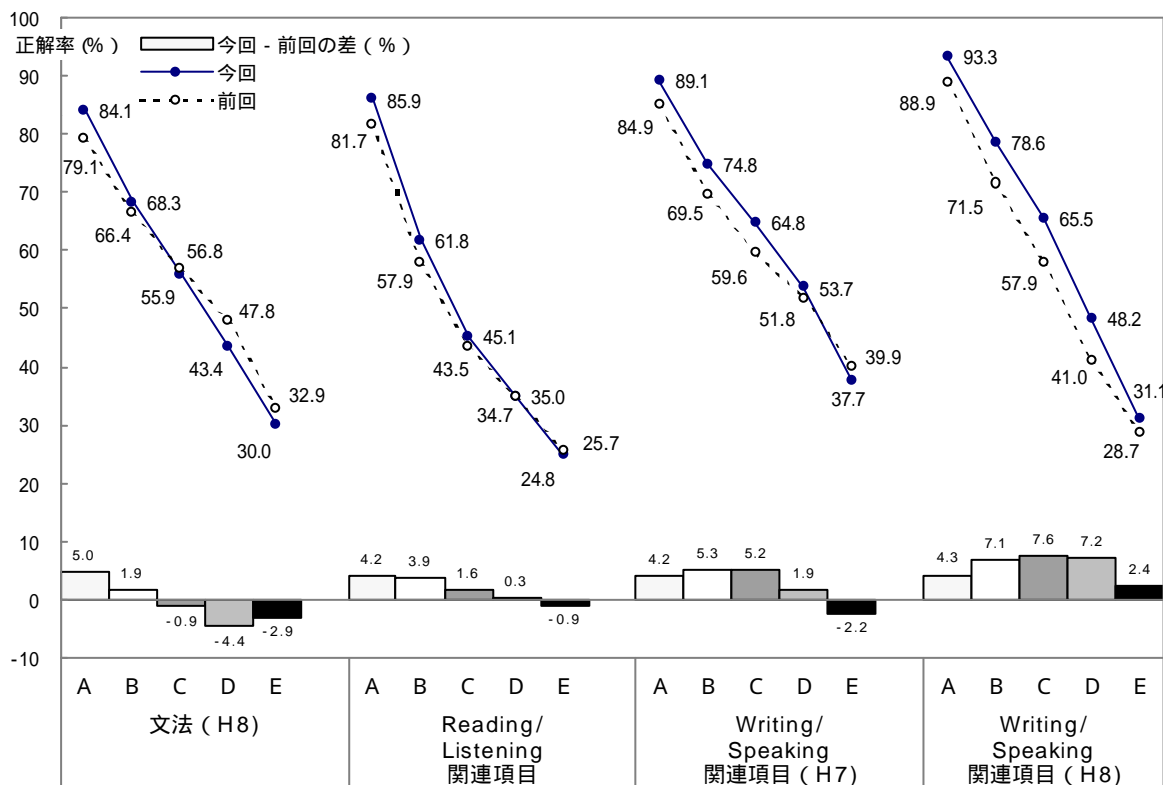 100
正解率(%)
今回 - 前回の差(%)
今回
前回
90
80
70
60
50
40
30
20
10
0
-10
84.1
79.1
68.3
66.4
56.8
55.9
47.8
43.4
32.9
30.0
85.9
81.7
61.8
57.9
45.1
43.5
35.0
34.7
25.7
24.8
89.1
84.9
74.8
69.5
64.8
59.6
53.7
51.8
39.9
37.7
93.3
88.9
78.6
71.5
65.5
57.9
48.2
41.0
31.1
28.7
5.0 1.9 -0.9 -4.4 -2.9
4.2 3.9 1.6 0.3 -0.9
4.2 5.3 5.2 1.9 -2.2
4.3 7.1 7.6 7.2 2.4
A B C D E A B C D E A B C D E A B C D E
文法(H8)
Reading/
Listening
関連項目
Writing/
Speaking
関連項目(H7)
Writing/
Speaking
関連項目(H8)